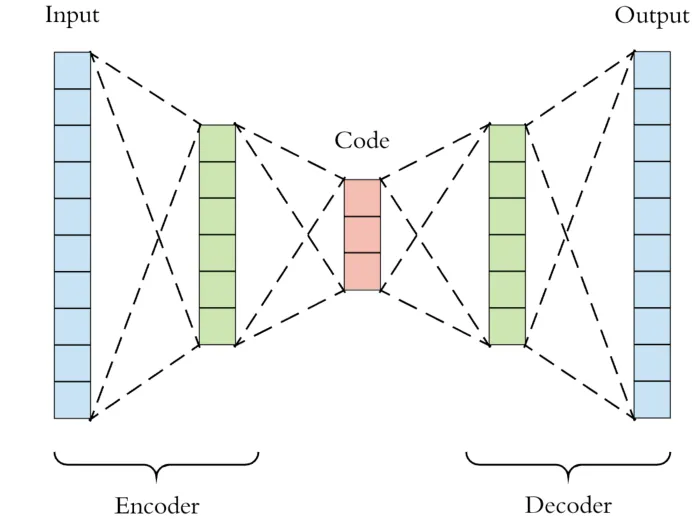 Input
Output
Code
Encoder
Decoder